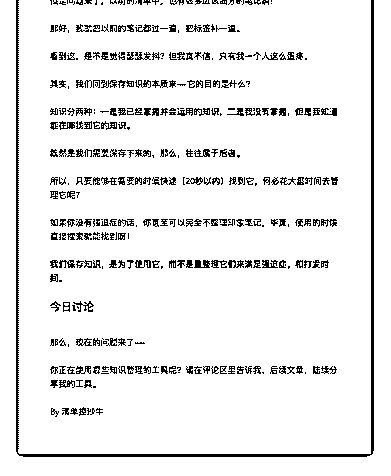 那好，我就把以前的笔记都过一遍，把标签补一遍。
看到这，是不是觉得瑟瑟发抖？但我真不信，只有我一个人这么蛋疼。
其实，我们回到保存知识的本质来——它的目的是什么？
知识分两种：一是我已经掌握并会运用的知识，二是我没有掌握，但是我知道
能在哪找到它的知识。
既然是我们需要保存下来的，那么，往往属于后者。
所以，只要能够在需要的时候快速（20秒以内）找到它，何必花大量时间去管
理它呢？
如果你没有强迫症的话，你甚至可以完全不整理印象笔记。毕竟，使用的时候
直接搜索就能找到啊！
我们保存知识，是为了使用它，而不是重整理它们来满足强迫症，和打发时
间。
今日讨论
那么，现在的问题来了——
你正在使用哪些知识管理的工具呢？请在评论区里告诉我，后续文章，陆续分
享我的工具。
By 清单控沙牛